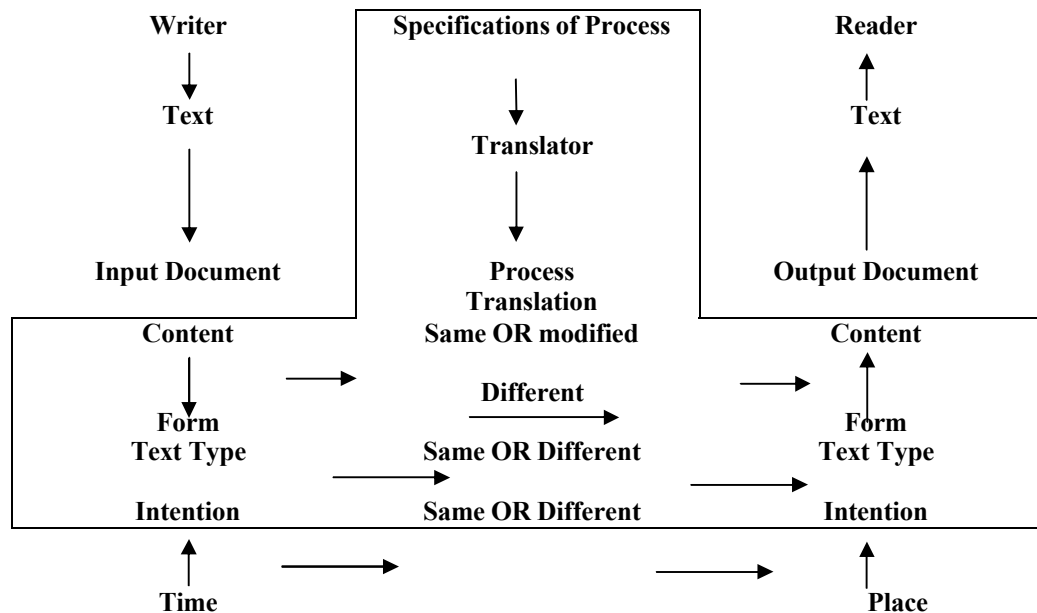 Writer Specifications of Process Reader
Text Text
Translator
Input Document Process Output Document
Translation
Content Same OR modified Content
Different
Form Form
Text Type Same OR Different Text Type
Intention Same OR Different Intention
Time Place